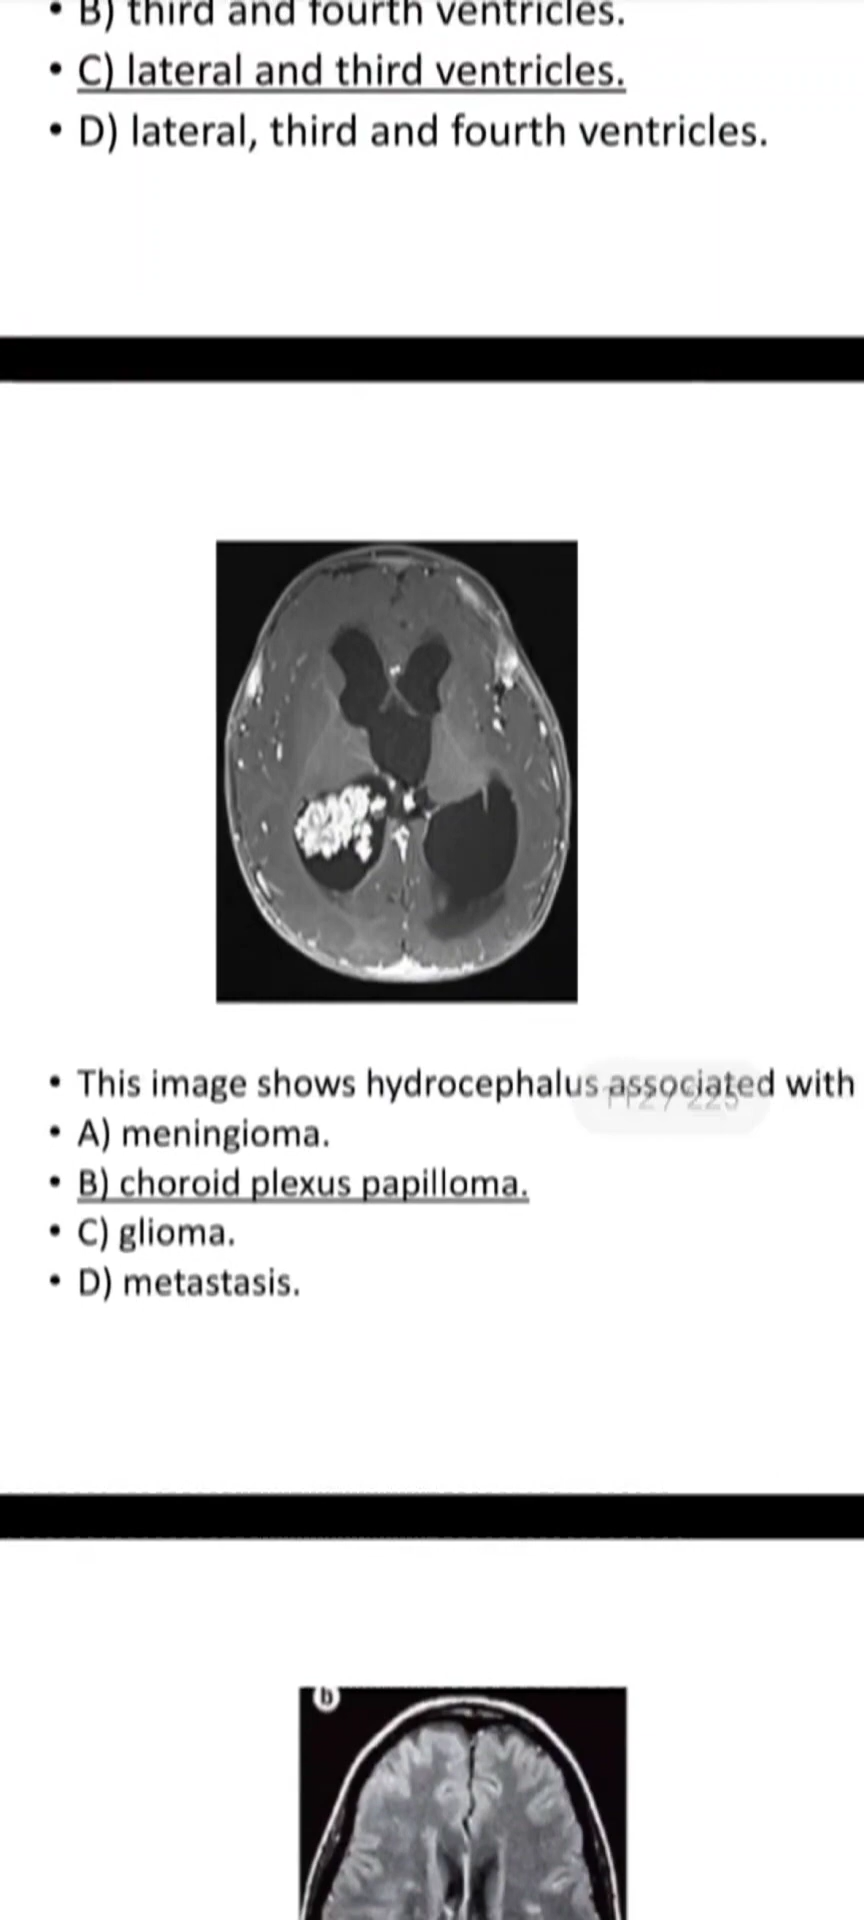 • B) third and fourth ventricles.
• C) lateral and third ventricles.
• D) lateral, third and fourth ventricles.
• This image shows hydrocephalus associated with
• A) meningioma.
• B) choroid plexus papilloma.
• C) glioma.
• D) metastasis.
b